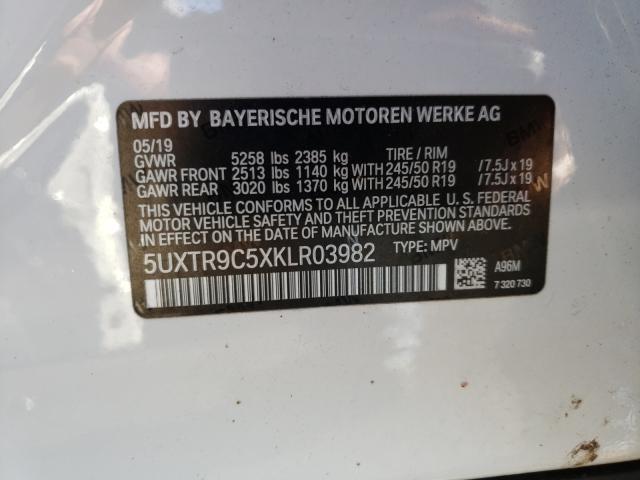 MFD BY BAYERISCHE MOTOREN WERKE AG
05/19
GVWR 5258 lbs 2385 kg TIRE / RIM
GAWR FRONT 2513 lbs 1140 kg WITH 245/50 R19 /7.5J x 19
GAWR REAR 3020 lbs 1370 kg WITH 245/50 R19 /7.5J x 19
THIS VEHICLE CONFORMS TO ALL APPLICABLE U. S. FEDERAL
MOTOR VEHICLE SAFETY AND THEFT PREVENTION STANDARDS
IN EFFECT ON THE DATE OF MANUFACTURE SHOWN ABOVE.
5UXTR9C5XKLR03982 TYPE: MPV
A96M
7 320 730